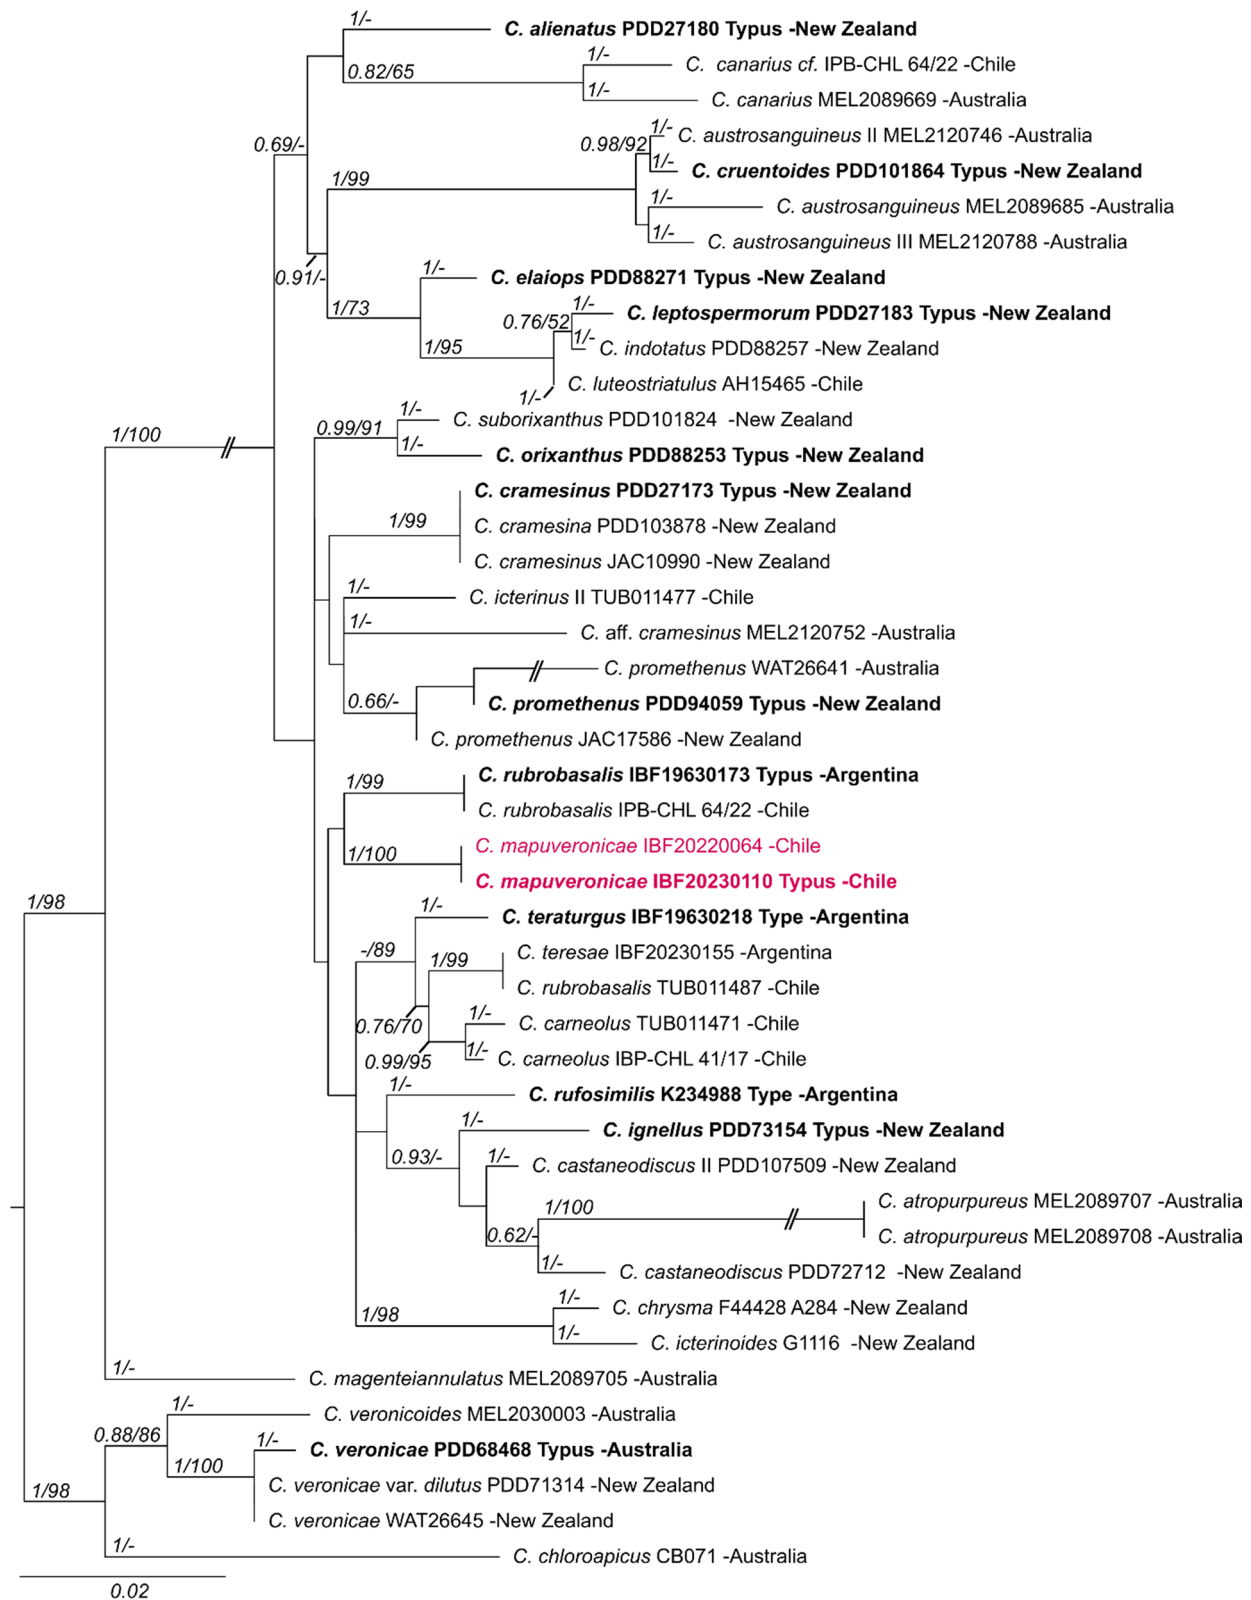 1/-
C. alienatus PDD27180 Typus -New Zealand
1/-
C. canarius cf. IPB-CHL 64/22 -Chile
0.82/65
1/-
C. canarius MEL2089669 -Australia
1/-
C. austrosanguineus II MEL2120746 -Australia
0.69/-
0.98/92
1/-
C. cruentoides PDD101864 Typus -New Zealand
1/99
1/-
C. austrosanguineus MEL2089685 -Australia
1/-
C. austrosanguineus III MEL2120788 -Australia
0.91/-
1/-
C. elaiops PDD88271 Typus -New Zealand
1/73
1/-
C. leptospermorum PDD27183 Typus -New Zealand
0.76/52
1/-
C. indotatus PDD88257 -New Zealand
1/95
C. luteostriatulus AH15465 -Chile
1/-
1/-
C. suborixanthus PDD101824 -New Zealand
1/100
0.99/91
1/-
C. orixanthus PDD88253 Typus -New Zealand
C. cramesinus PDD27173 Typus -New Zealand
1/99
C. cramesina PDD103878 -New Zealand
C. cramesinus JAC10990 -New Zealand
1/-
C. icterinus II TUB011477 -Chile
1/-
C. aff. cramesinus MEL2120752 -Australia
C. promethenus WAT26641 -Australia
0.66/-
C. promethenus PDD94059 Typus -New Zealand
C. promethenus JAC17586 -New Zealand
1/99
C. rubrobasalis IBF19630173 Typus -Argentina
C. rubrobasalis IPB-CHL 64/22 -Chile
1/100
C. mapuveronicae IBF20220064 -Chile
C. mapuveronicae IBF20230110 Typus -Chile
1/98
1/-
C. teraturgus IBF19630218 Type -Argentina
-/89
1/99
C. teresae IBF20230155 -Argentina
C. rubrobasalis TUB011487 -Chile
0.76/70
1/-
C. carneolus TUB011471 -Chile
0.99/95
1/-
C. carneolus IBP-CHL 41/17 -Chile
1/-
C. rufosimilis K234988 Type -Argentina
1/-
C. ignellus PDD73154 Typus -New Zealand
0.93/-
1/-
C. castaneodiscus II PDD107509 -New Zealand
1/100
C. atropurpureus MEL2089707 -Australia
0.62/-
C. atropurpureus MEL2089708 -Australia
1/-
C. castaneodiscus PDD72712 -New Zealand
1/98
1/-
C. chrysma F44428 A284 -New Zealand
1/-
C. icterinoides G1116 -New Zealand
1/-
C. magenteiannulatus MEL2089705 -Australia
1/-
C. veronicoides MEL2030003 -Australia
0.88/86
1/-
C. veronicae PDD68468 Typus -Australia
1/100
C. veronicae var. dilutus PDD71314 -New Zealand
1/98
C. veronicae WAT26645 -New Zealand
1/-
C. chloroapicus CB071 -Australia
0.02